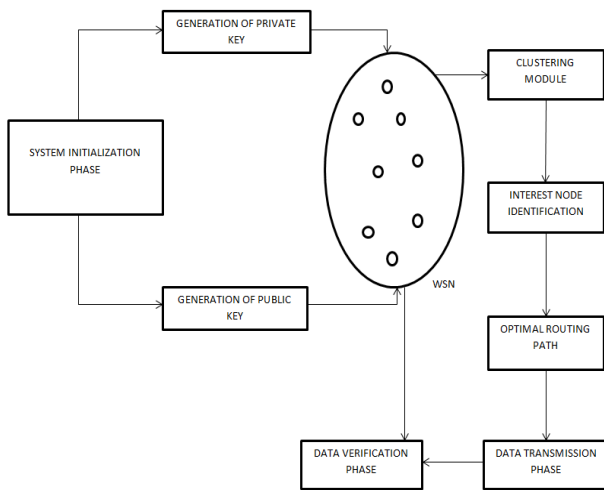 GENERATION OF PRIVATE
KEY
CLUSTERING
MODULE
SYSTEM INITIALIZATION
PHASE
INTEREST NODE
IDENTIFICATION
WSN
GENERATION OF PUBLIC
KEY
OPTIMAL ROUTING
PATH
DATA VERIFICATION
PHASE
DATA TRANSMISSION
PHASE